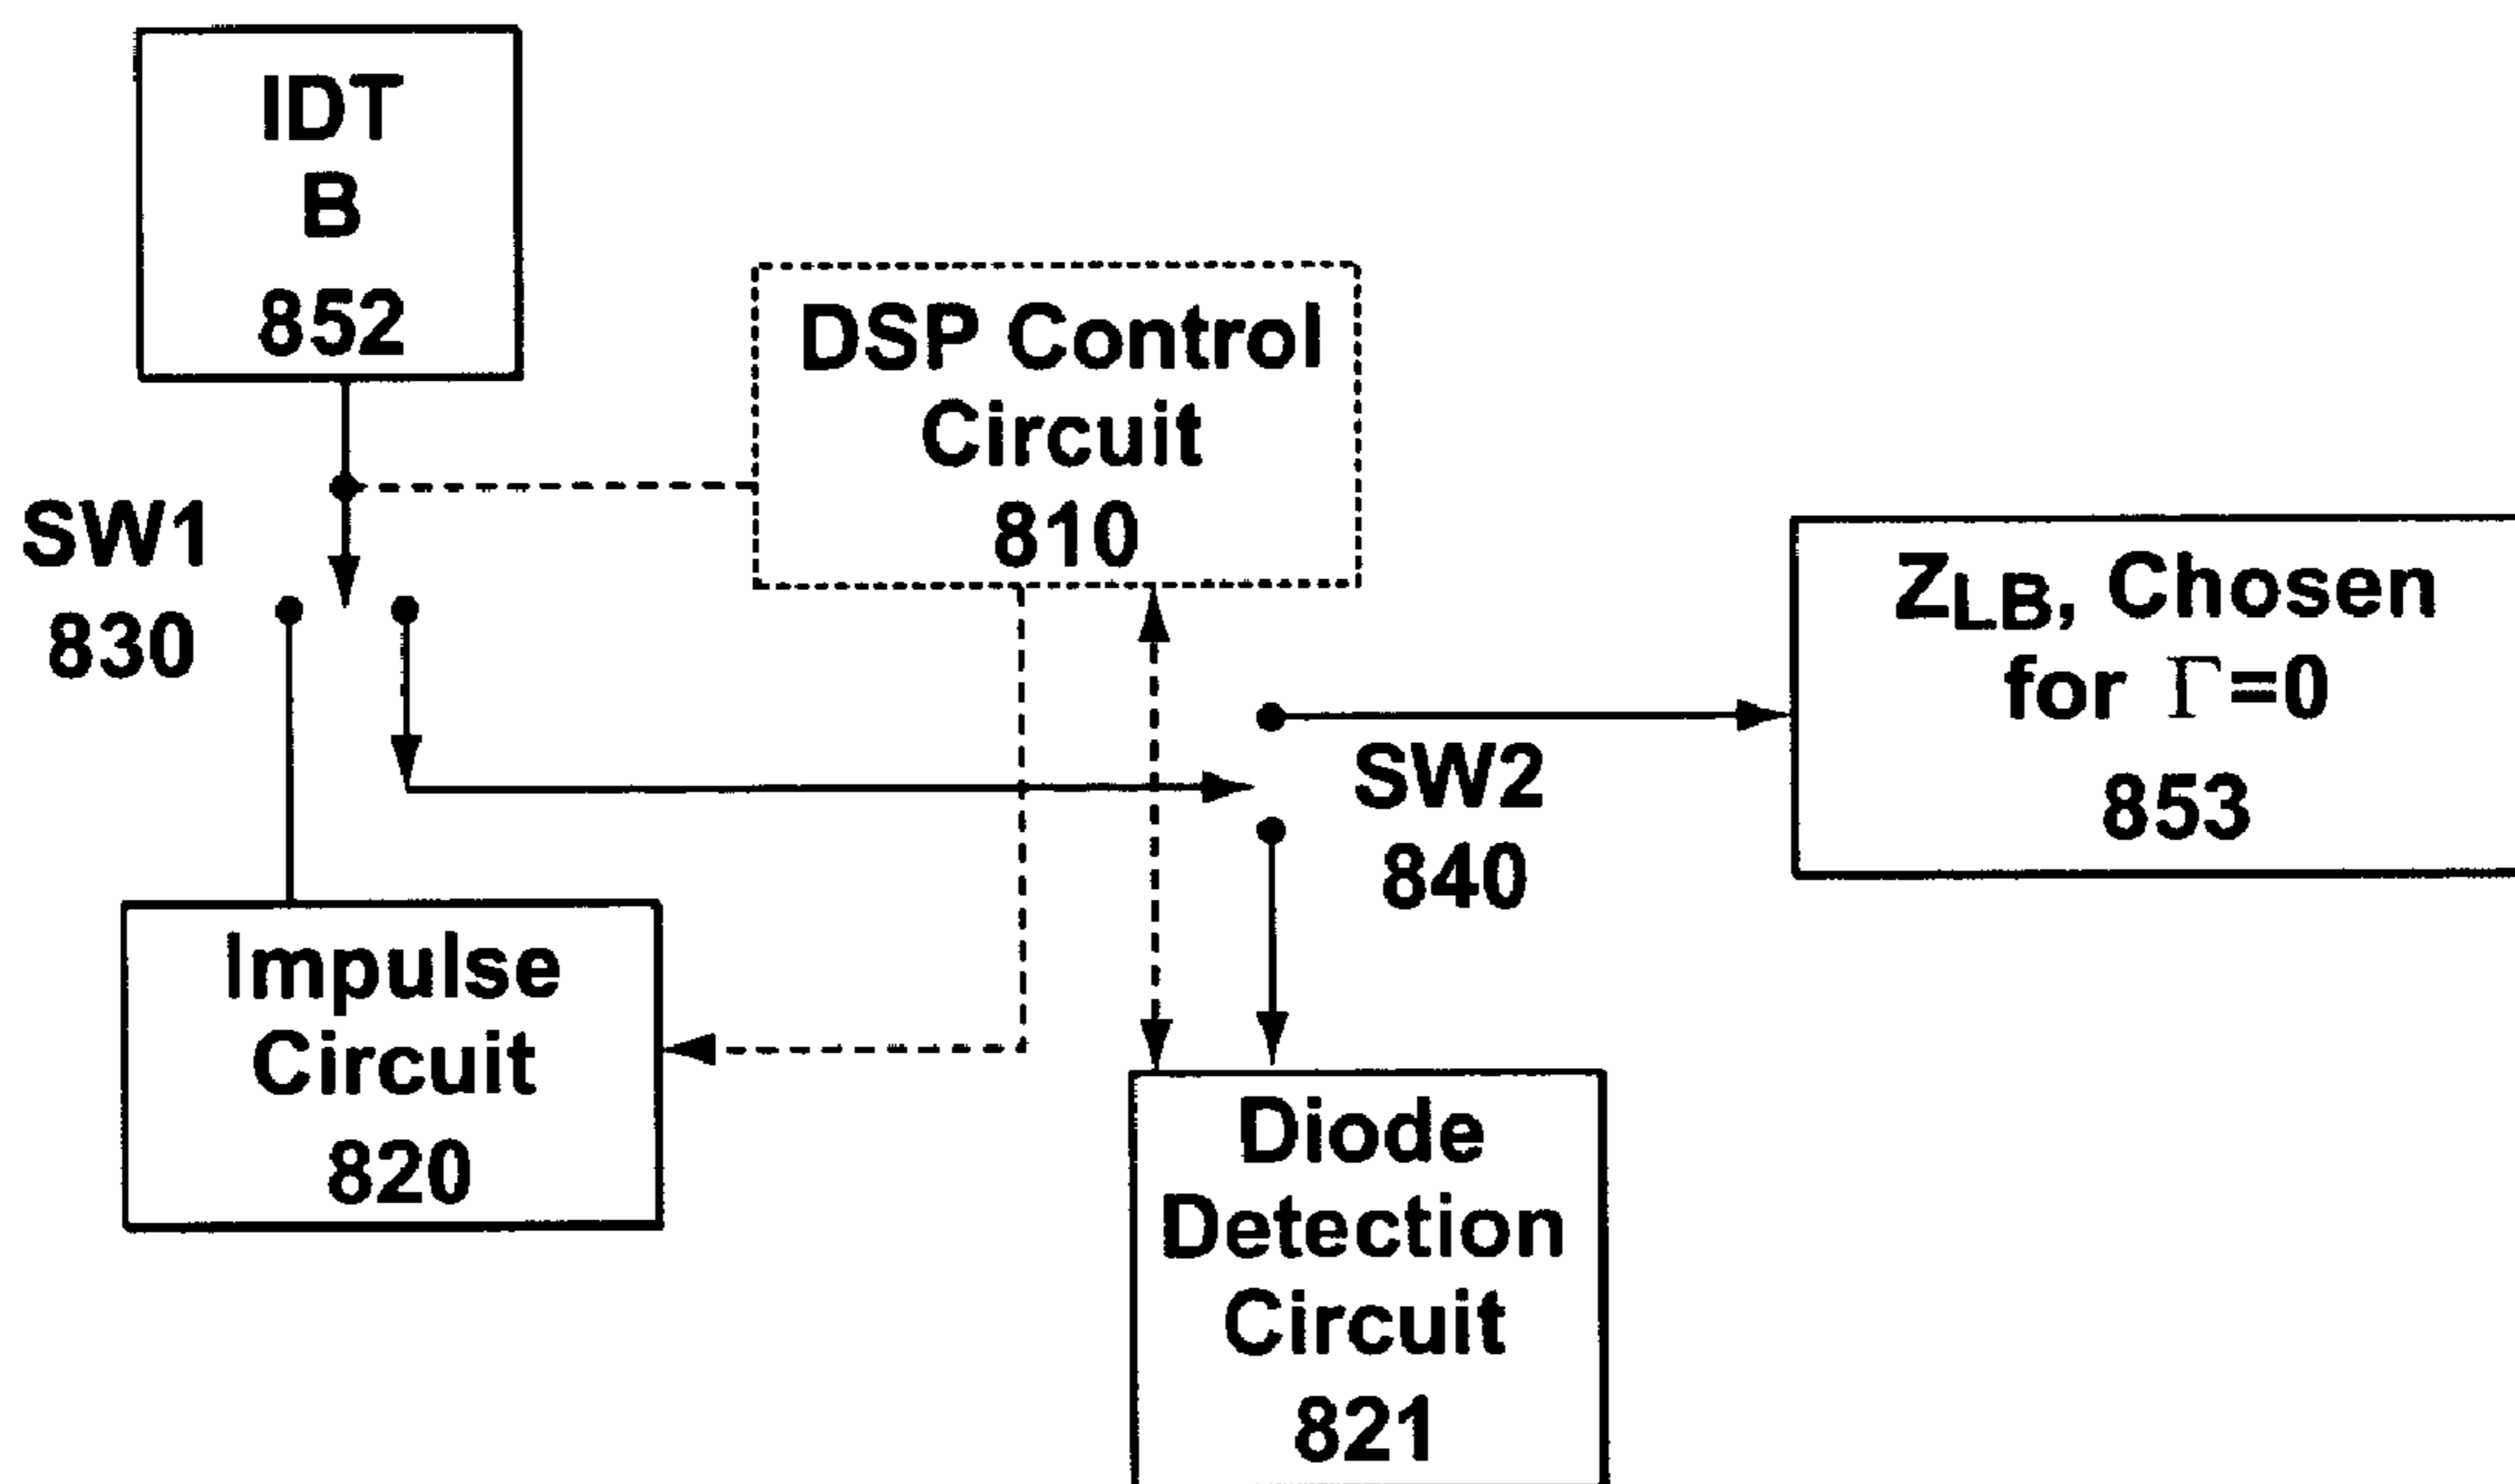 IDT
B
852
DSP Control
Circuit
810
SW1
830
ZLB, Chosen
for Γ=0
853
SW2
840
Impulse
Circuit
820
Diode
Detection
Circuit
821